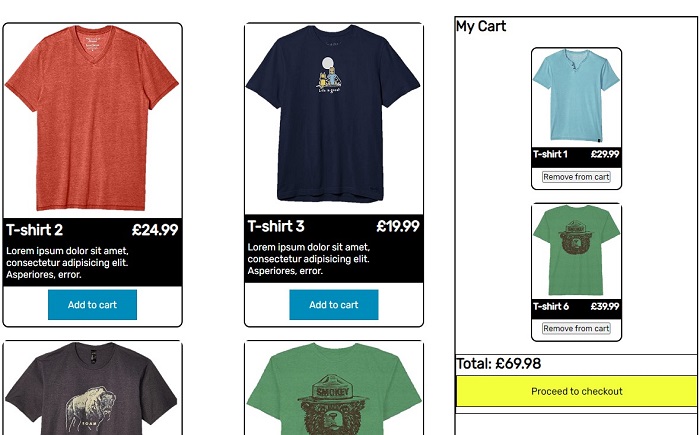 T-shirt 2 £24.99
Lorem ipsum dolor sit amet,
consectetur adipisicing elit.
Asperiores, error.
Add to cart
Life is good
T-shirt 3 £19.99
Lorem ipsum dolor sit amet,
consectetur adipisicing elit.
Asperiores, error.
Add to cart
ROAM
SMOKEY
My Cart
T-shirt 1 £29.99
Remove from cart
SMOKEY
T-shirt 6 £39.99
Remove from cart
Total: £69.98
Proceed to checkout